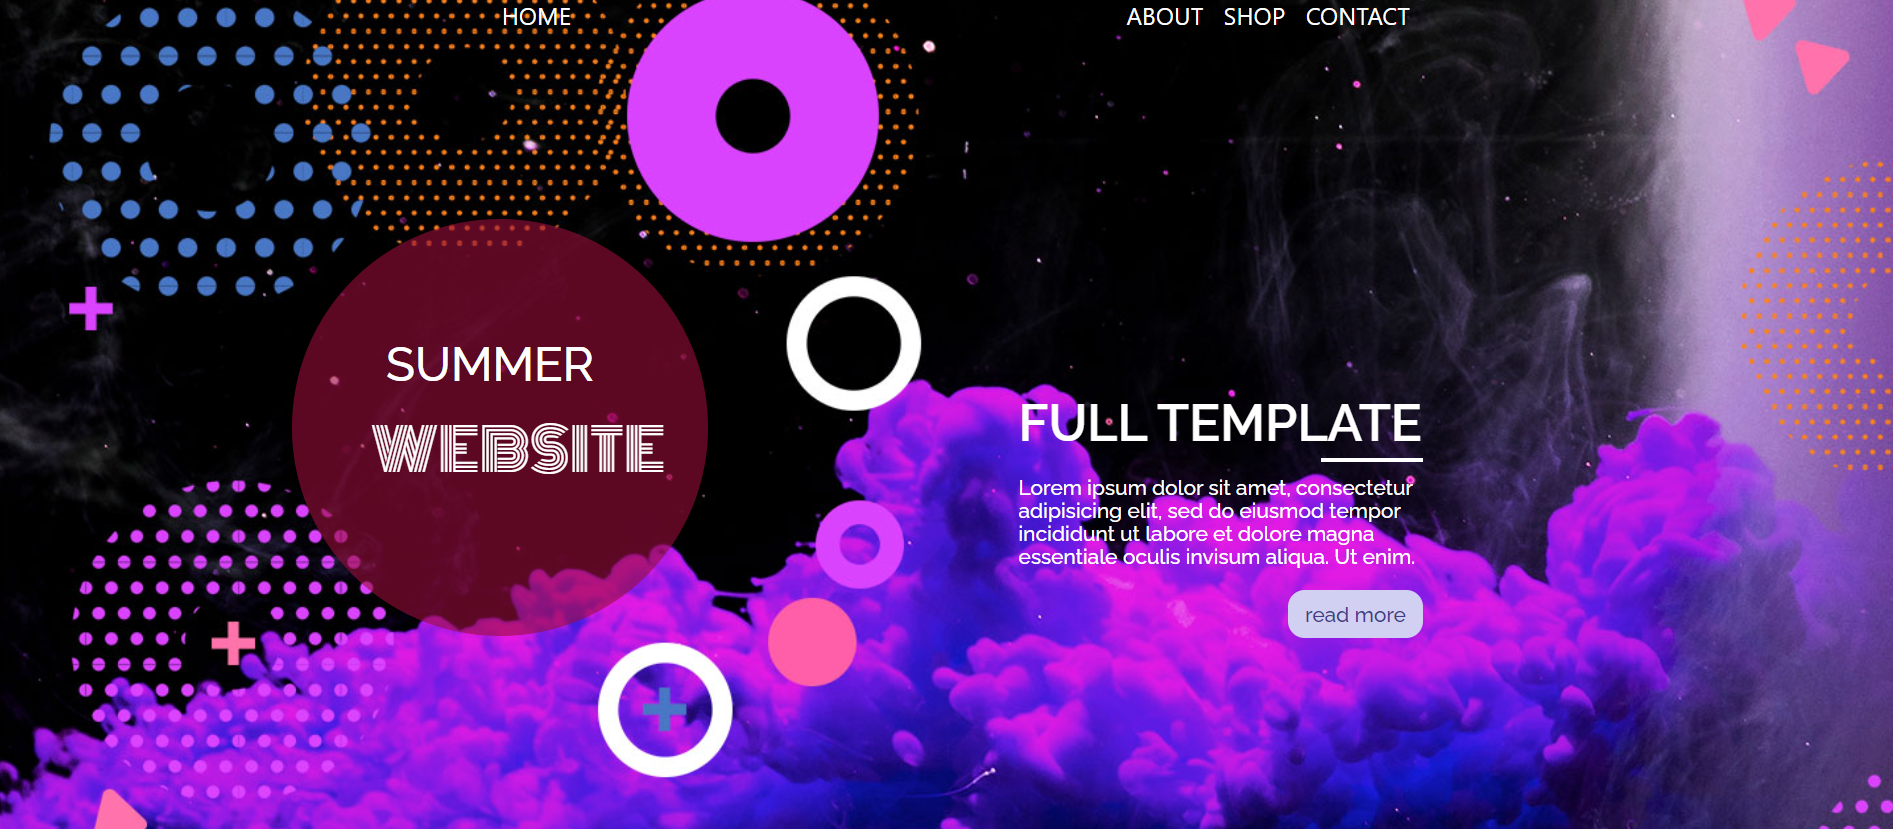 HOME ABOUT SHOP CONTACT
SUMMER
WEBSITE
FULL TEMPLATE
Lorem ipsum dolor sit amet, consectetur
adipisicing elit, sed do eiusmod tempor
incididunt ut labore et dolore magna
essentiale oculis invisum aliqua. Ut enim.
read more